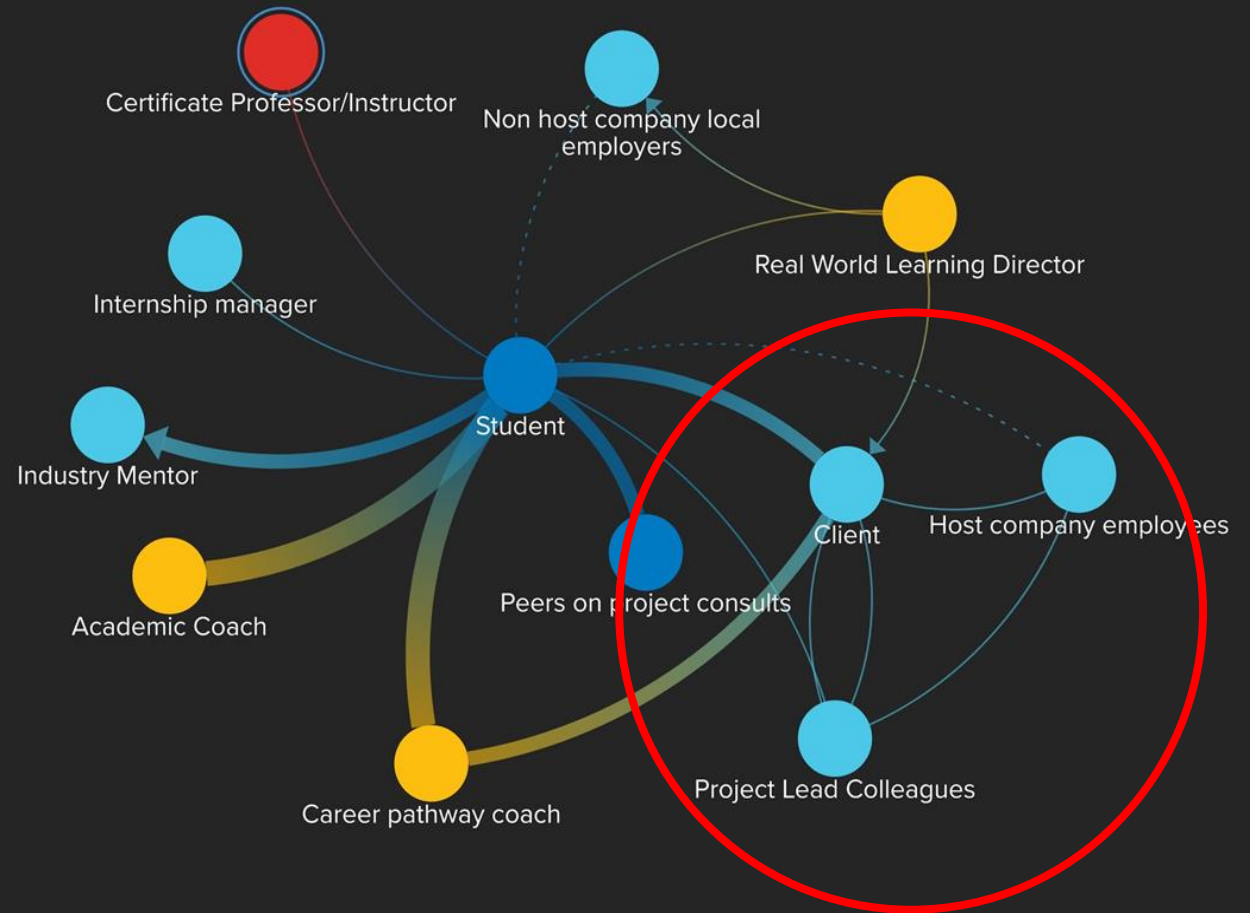 Certificate Professor/Instructor
Non host company local
employers
Real World Learning Director
Internship manager
Student
Industry Mentor
Client
Host company employees
Peers on project consults
Academic Coach
Project Lead Colleagues
Career pathway coach